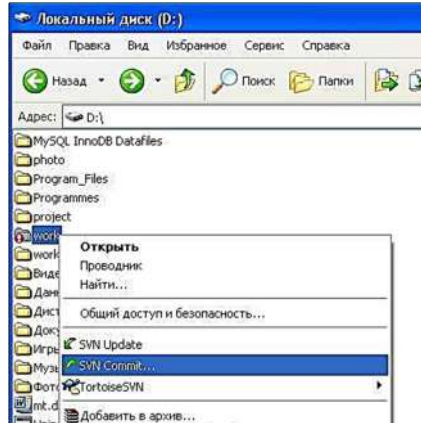 Локальный диск (D:)
Файл Правка Вид Избранное Сервис Справка
Назад Поиск Папки
Адрес: D:\
MySQL InnoDB Datafiles
photo
Program_Files
Programmes
project
work
Открыть
work
Проводник
Найти...
Общий доступ и безопасность...
SVN Update
SVN Commit...
TortoiseSVN
Добавить в архив...